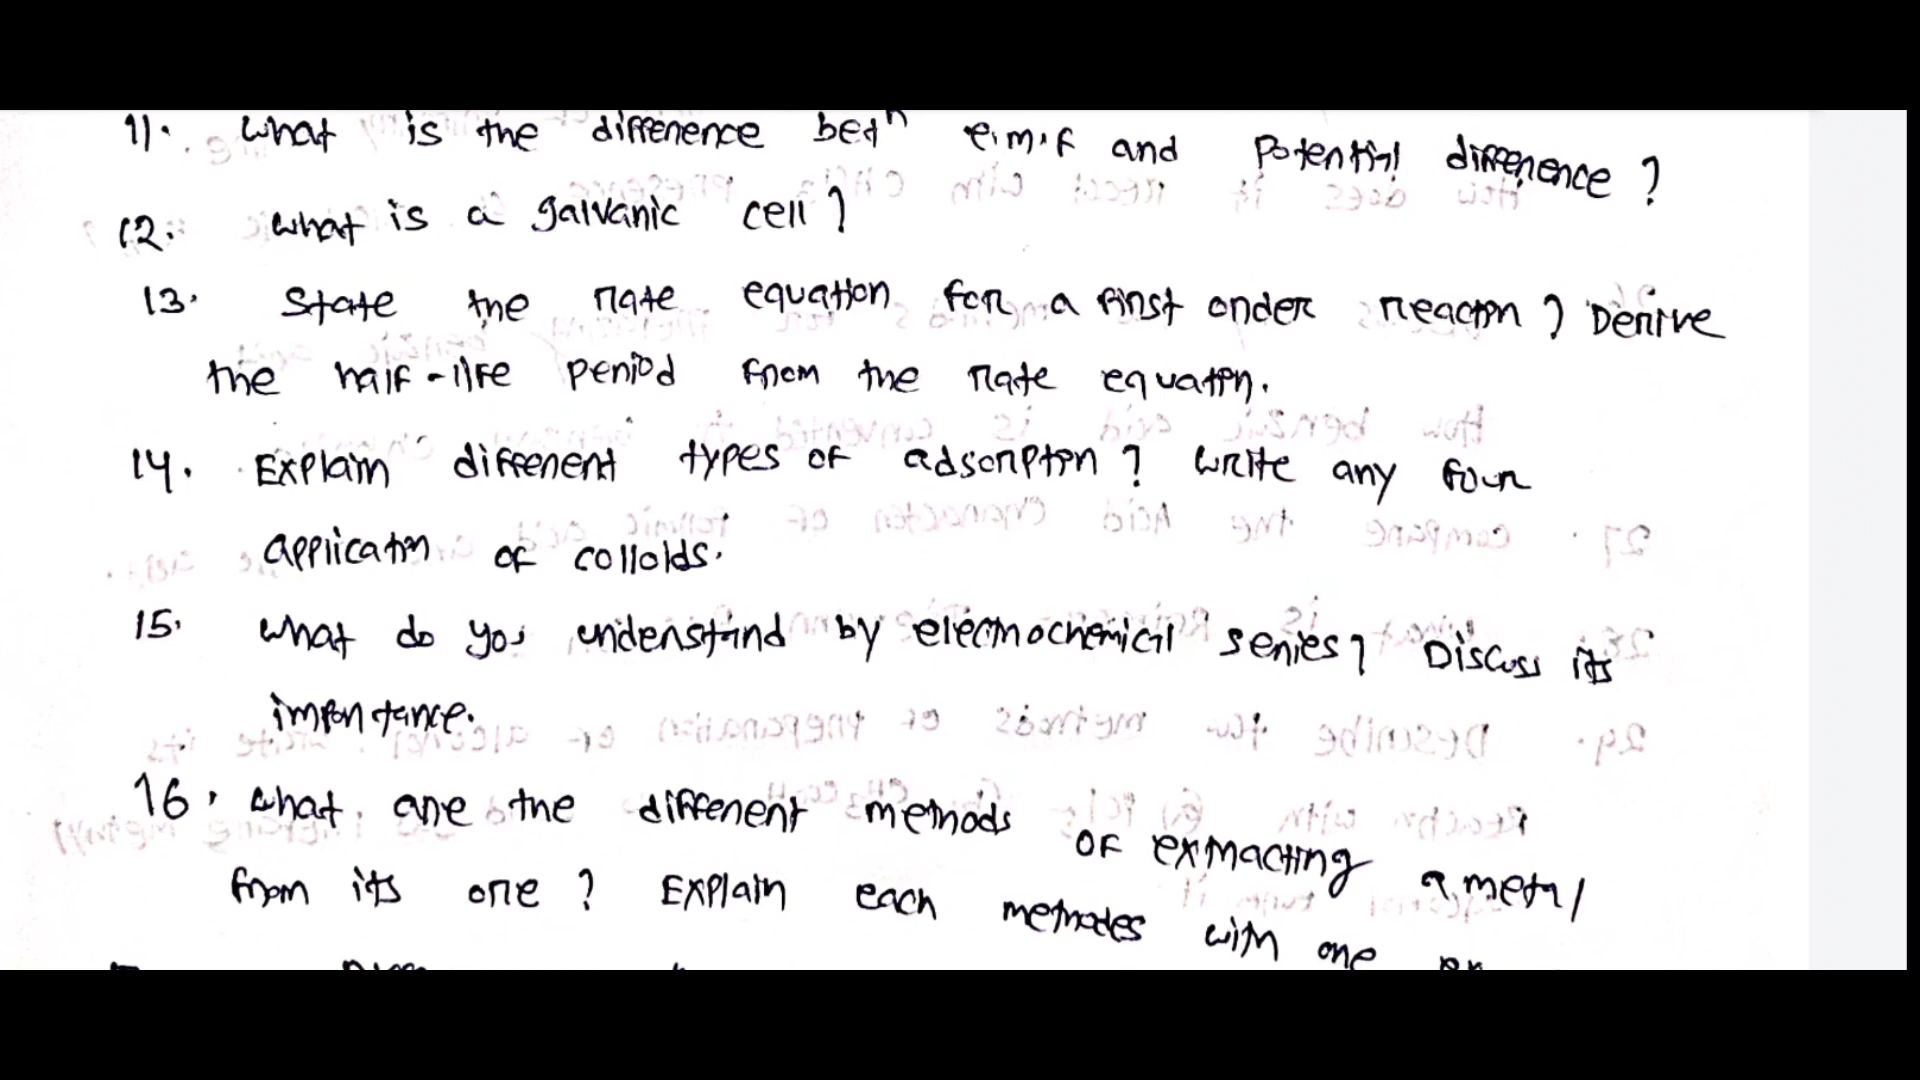 11. What is the difference betn e.m.f and potential difference?
12. What is a galvanic cell?
13. State the rate equation for a first order reaction? Derive
the half-life period from the rate equation.
14. Explain different types of adsorption? Write any four
application of colloids.
15. What do you understand by electrochemical series? Discuss its
importance.
16. What are the different methods of extracting a metal
from its ore? Explain each methodes with one